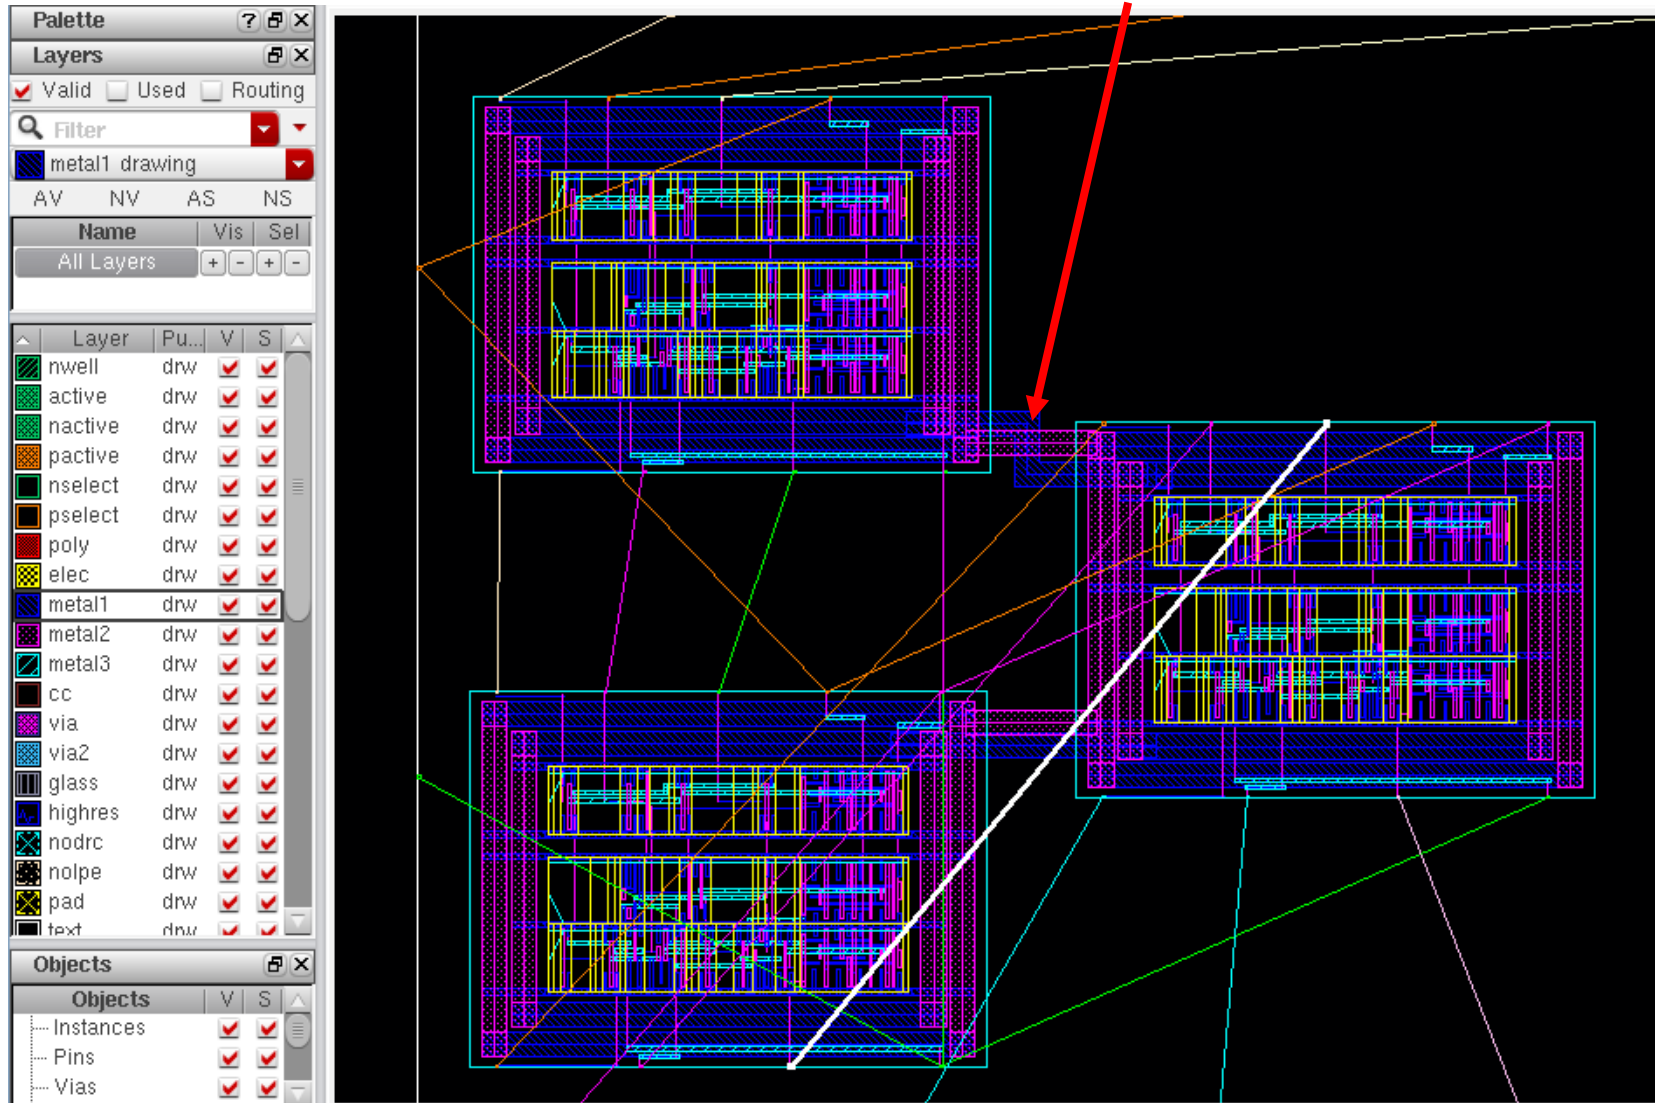 Palette ?
Layers
Valid Used Routing
Filter
metal1 drawing
AV NV AS NS
Name Vis Sel
All Layers + - + -
Layer Pu... V S
nwell drw
active drw
nactive drw
pactive drw
nselect drw
pselect drw
poly drw
elec drw
metal1 drw
metal2 drw
metal3 drw
cc drw
via drw
via2 drw
glass drw
highres drw
nodrc drw
nolpe drw
pad drw
text drw
Objects
Objects V S
Instances
Pins
Vias